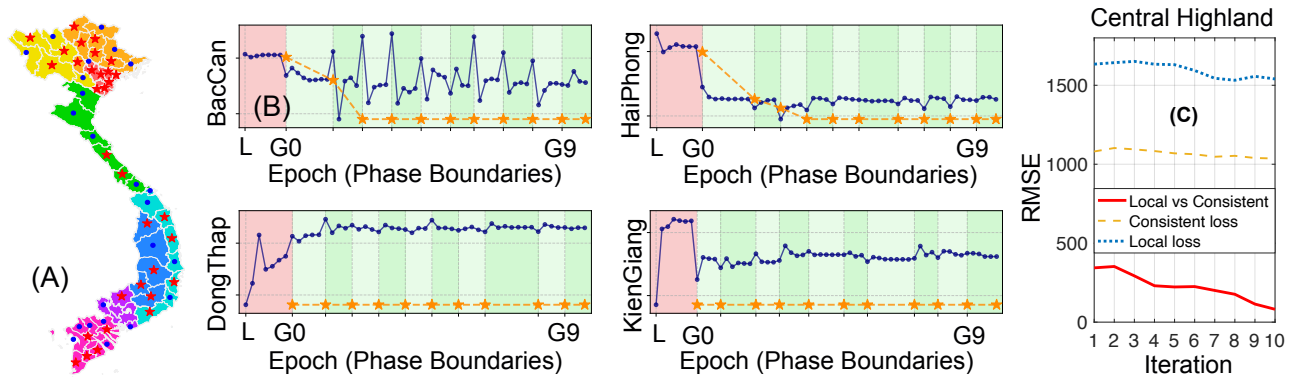 (A)
(B)
BacCan
L G0 G9
Epoch (Phase Boundaries)
HaiPhong
L G0 G9
Epoch (Phase Boundaries)
DongThap
L G0 G9
Epoch (Phase Boundaries)
KienGiang
L G0 G9
Epoch (Phase Boundaries)
Central Highland
(C)
RMSE
1500
1000
500
0
Local vs Consistent
Consistent loss
Local loss
1 2 3 4 5 6 7 8 9 10
Iteration